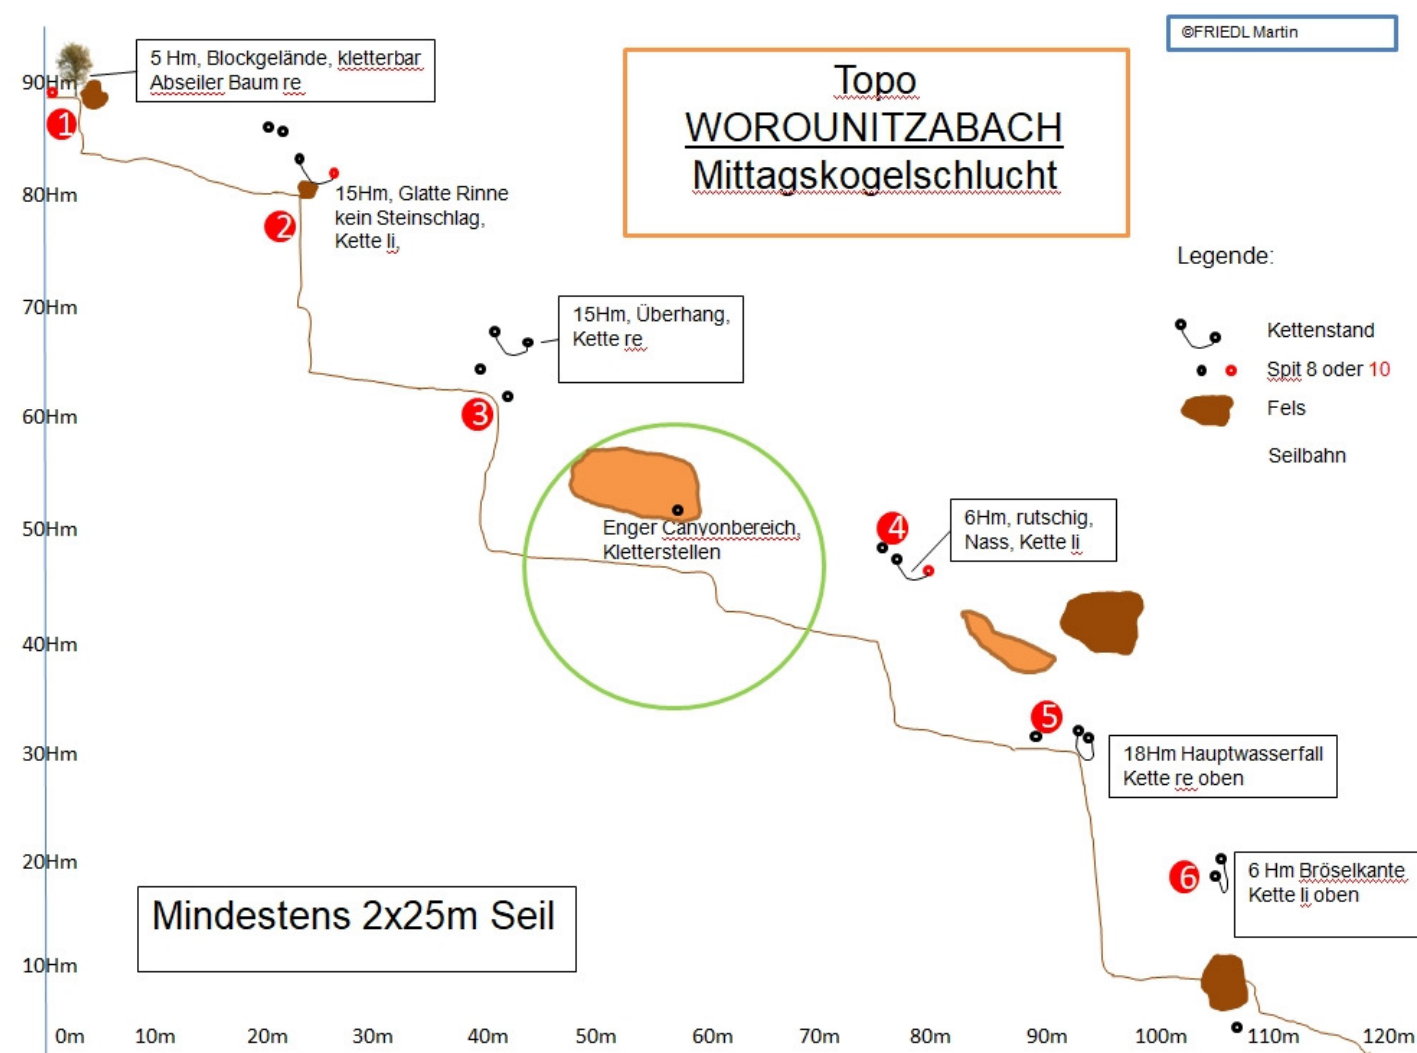 ©FRIEDL Martin
Topo
WOROUNITZABACH
Mittagskogelschlucht
5 Hm, Blockgelände, kletterbar
Abseiler Baum re
90Hm
1
80Hm
15Hm, Glatte Rinne
kein Steinschlag,
Kette li,
2
Legende:
Kettenstand
Spit 8 oder 10
Fels
Seilbahn
70Hm
15Hm, Überhang,
Kette re
60Hm
3
50Hm
Enger Canyonbereich,
Kletterstellen
4
6Hm, rutschig,
Nass, Kette li
40Hm
5
30Hm
18Hm Hauptwasserfall
Kette re oben
20Hm
6
6 Hm Bröselkante
Kette li oben
Mindestens 2x25m Seil
10Hm
0m 10m 20m 30m 40m 50m 60m 70m 80m 90m 100m 110m 120m